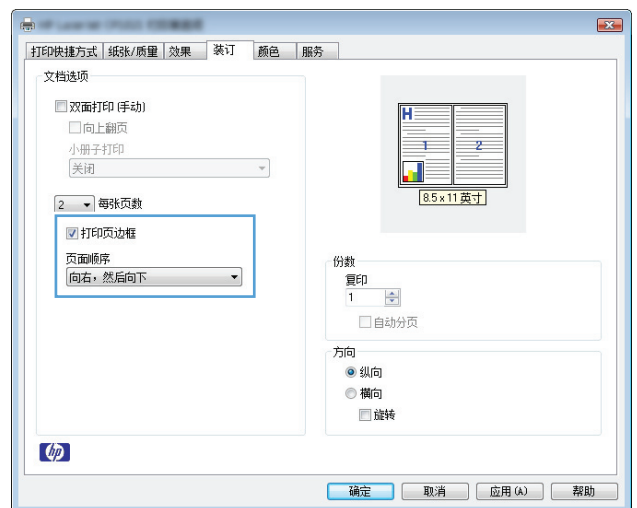 打印快捷方式 纸张/质量 效果 装订 颜色 服务
文档选项
双面打印 (手动)
向上翻页
小册子打印
关闭
2 每张页数
打印页边框
页面顺序
向右，然后向下
H
1 2
8.5 x 11 英寸
份数
复印
1
自动分页
方向
纵向
横向
旋转
hp
确定 取消 应用 (A) 帮助